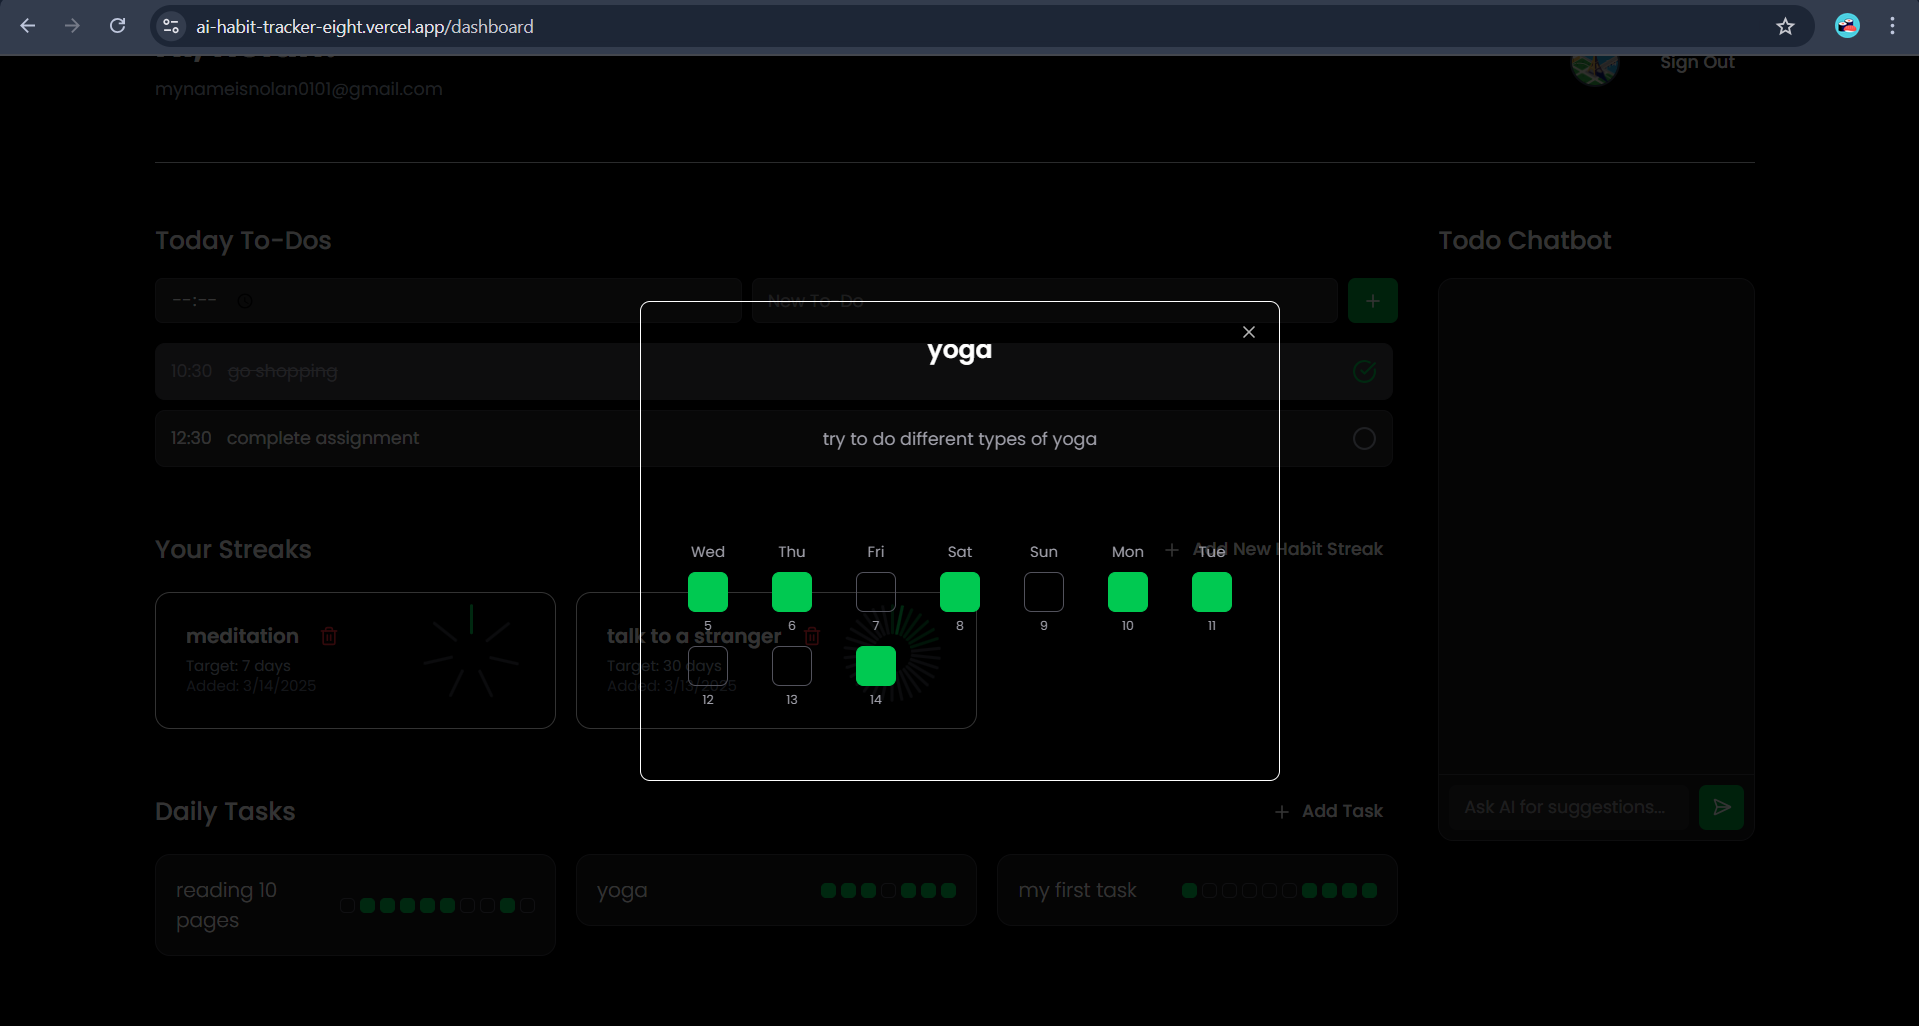 ai-habit-tracker-eight.vercel.app/dashboard
Sign Out
mynameisnolan0101@gmail.com
Today To-Dos
Todo Chatbot
--:--
New To-Do
yoga
10:30 go shopping
12:30 complete assignment
try to do different types of yoga
Your Streaks
+ Add New Habit Streak
Wed Thu Fri Sat Sun Mon Tue
5 6 7 8 9 10 11
12 13 14
meditation
Target: 7 days
Added: 3/14/2025
talk to a stranger
Target: 30 days
Added: 3/13/2025
Daily Tasks
+ Add Task
Ask AI for suggestions...
reading 10
pages
yoga
my first task